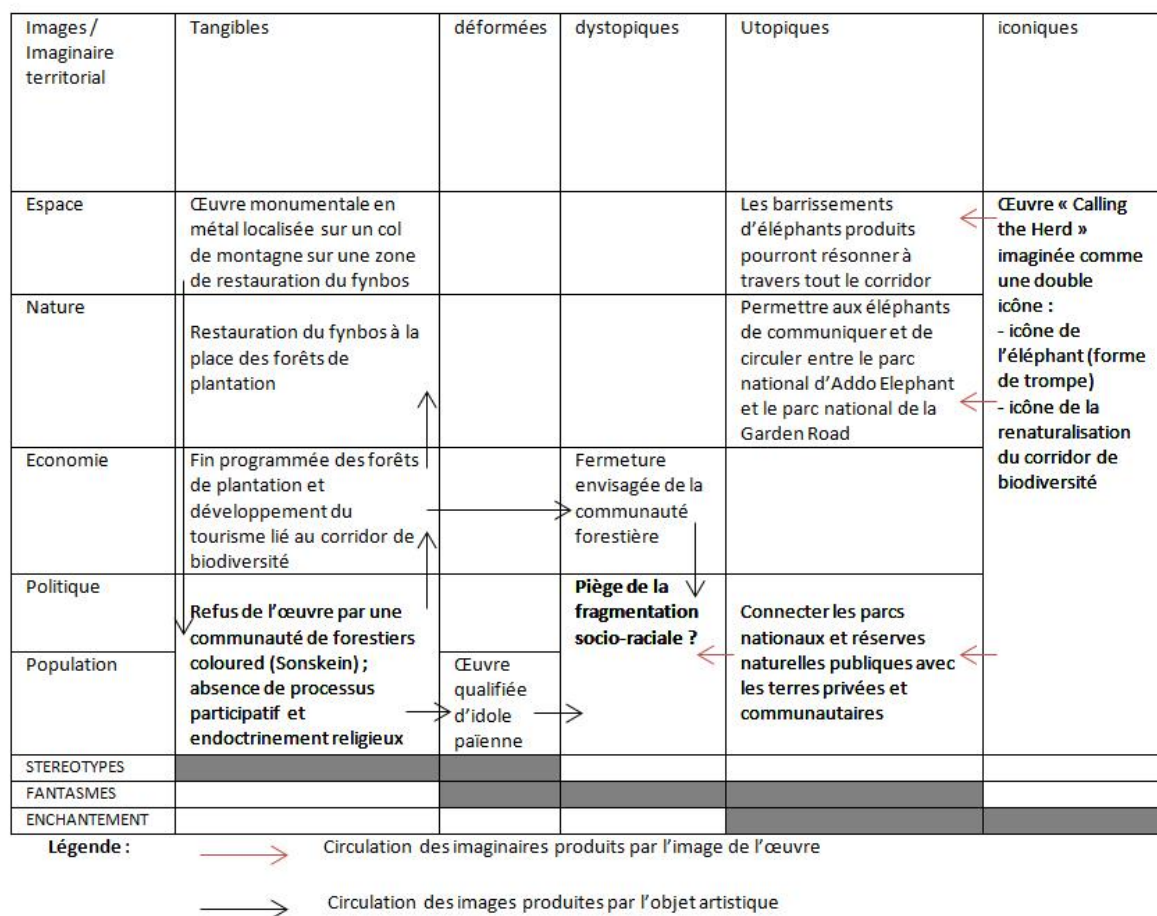 Images /
Imaginaire
territorial
Tangibles
déformées
dystopiques
Utopiques
iconiques
Espace
Œuvre monumentale en
métal localisée sur un col
de montagne sur une zone
de restauration du fynbos
Les barrissements
d’éléphants produits
pourront résonner à
travers tout le corridor
Œuvre « Calling
the Herd »
imaginée comme
une double
icône :
- icône de
l’éléphant (forme
de trompe)
- icône de la
renaturalisation
du corridor de
biodiversité
Nature
Restauration du fynbos à la
place des forêts de
plantation
Permettre aux éléphants
de communiquer et de
circuler entre le parc
national d’Addo Elephant
et le parc national de la
Garden Road
Economie
Fin programmée des forêts
de plantation et
développement du
tourisme lié au corridor de
biodiversité
Fermeture
envisagée de la
communauté
forestière
Politique
Refus de l’œuvre par une
communauté de forestiers
coloured (Sonskein) ;
absence de processus
participatif et
endoctrinement religieux
Piège de la
fragmentation
socio-raciale ?
Connecter les parcs
nationaux et réserves
naturelles publiques avec
les terres privées et
communautaires
Population
Œuvre
qualifiée
d’idole
païenne
STEREOTYPES
FANTASMES
ENCHANTEMENT
Légende :
Circulation des imaginaires produits par l’image de l’œuvre
Circulation des images produites par l’objet artistique